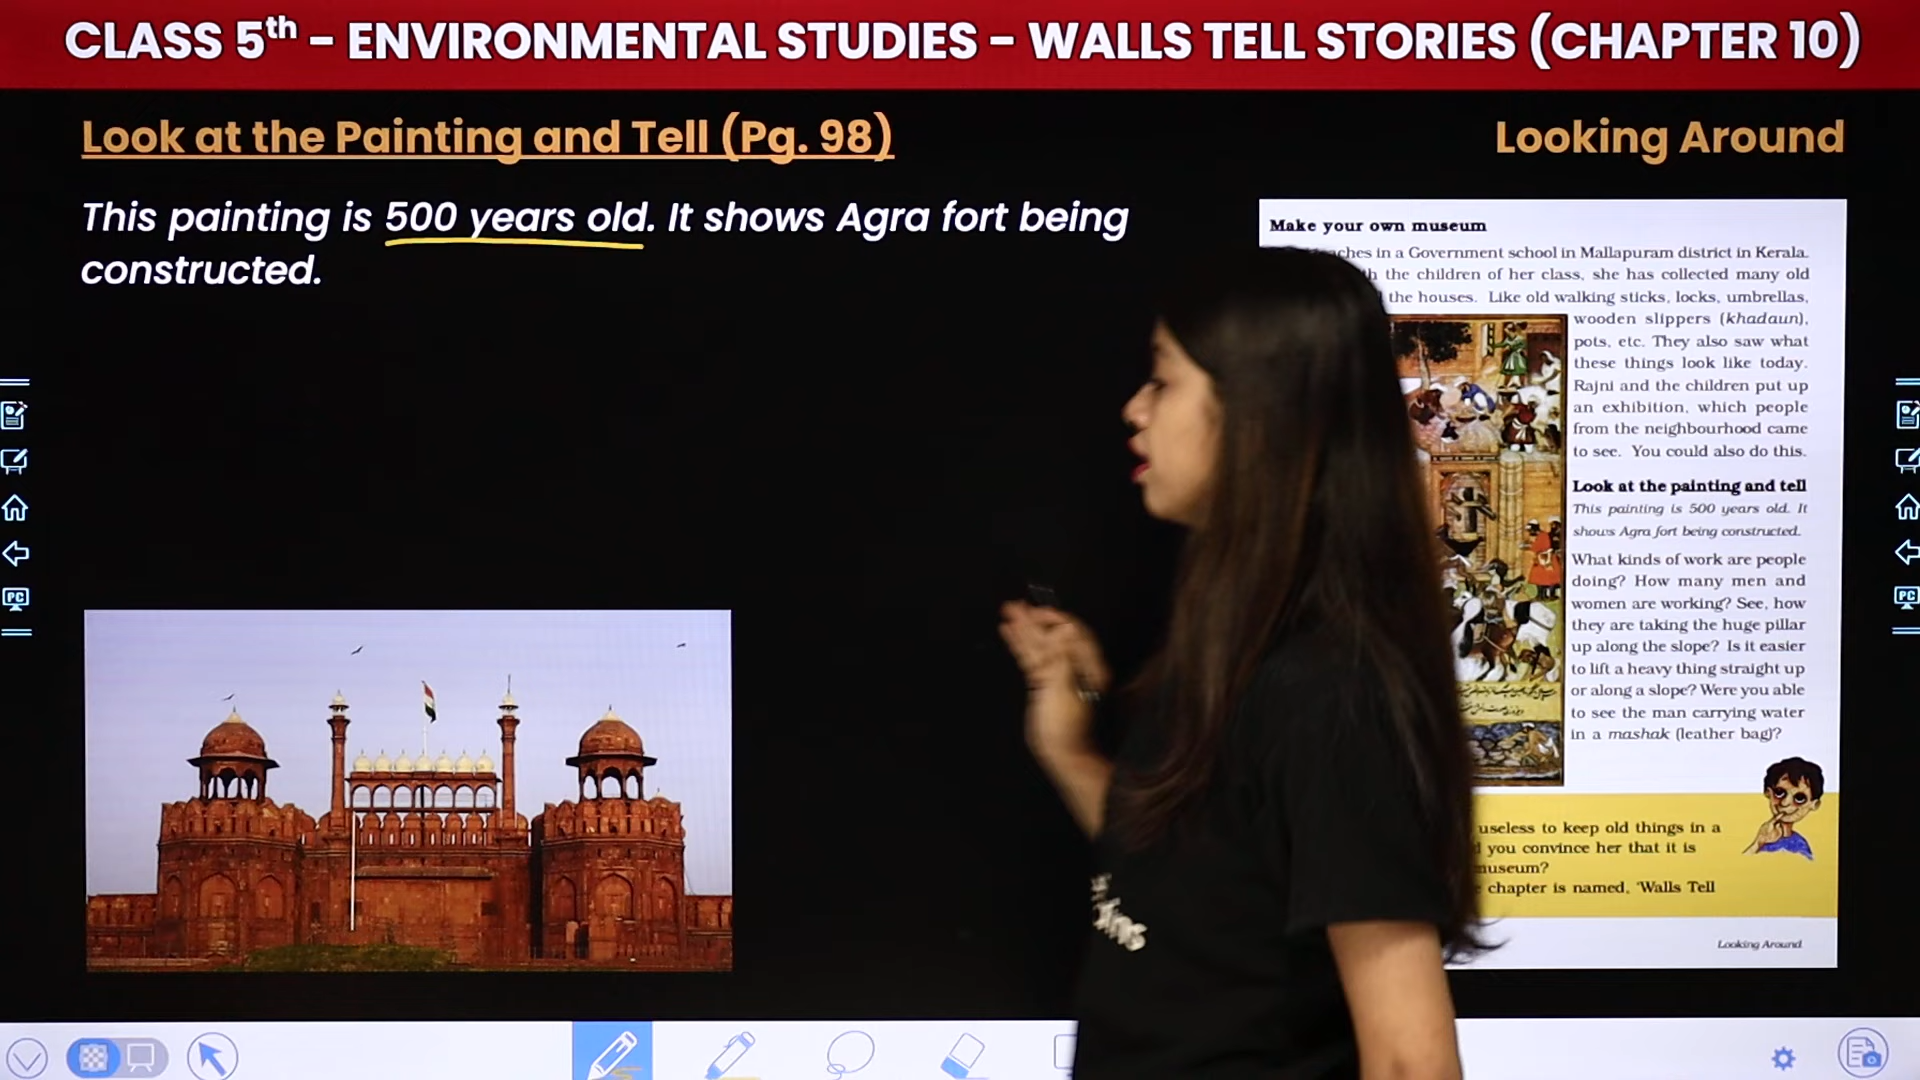 CLASS 5th - ENVIRONMENTAL STUDIES - WALLS TELL STORIES (CHAPTER 10)
Look at the Painting and Tell (Pg. 98)
Looking Around
This painting is 500 years old. It shows Agra fort being
constructed.
Make your own museum
in a Government school in Mallapuram district in Kerala.
the children of her class, she has collected many old
the houses. Like old walking sticks, locks, umbrellas,
wooden slippers (khadaun),
pots, etc. They also saw what
these things look like today.
Rajni and the children put up
an exhibition, which people
from the neighbourhood came
to see. You could also do this.
Look at the painting and tell
This painting is 500 years old. It
shows Agra fort being constructed.
What kinds of work are people
doing? How many men and
women are working? See, how
they are taking the huge pillar
up along the slope? Is it easier
to lift a heavy thing straight up
or along a slope? Were you able
to see the man carrying water
in a mashak (leather bag)?
useless to keep old things in a
you convince her that it is
museum?
chapter is named, 'Walls Tell
Looking Around
PC
PC